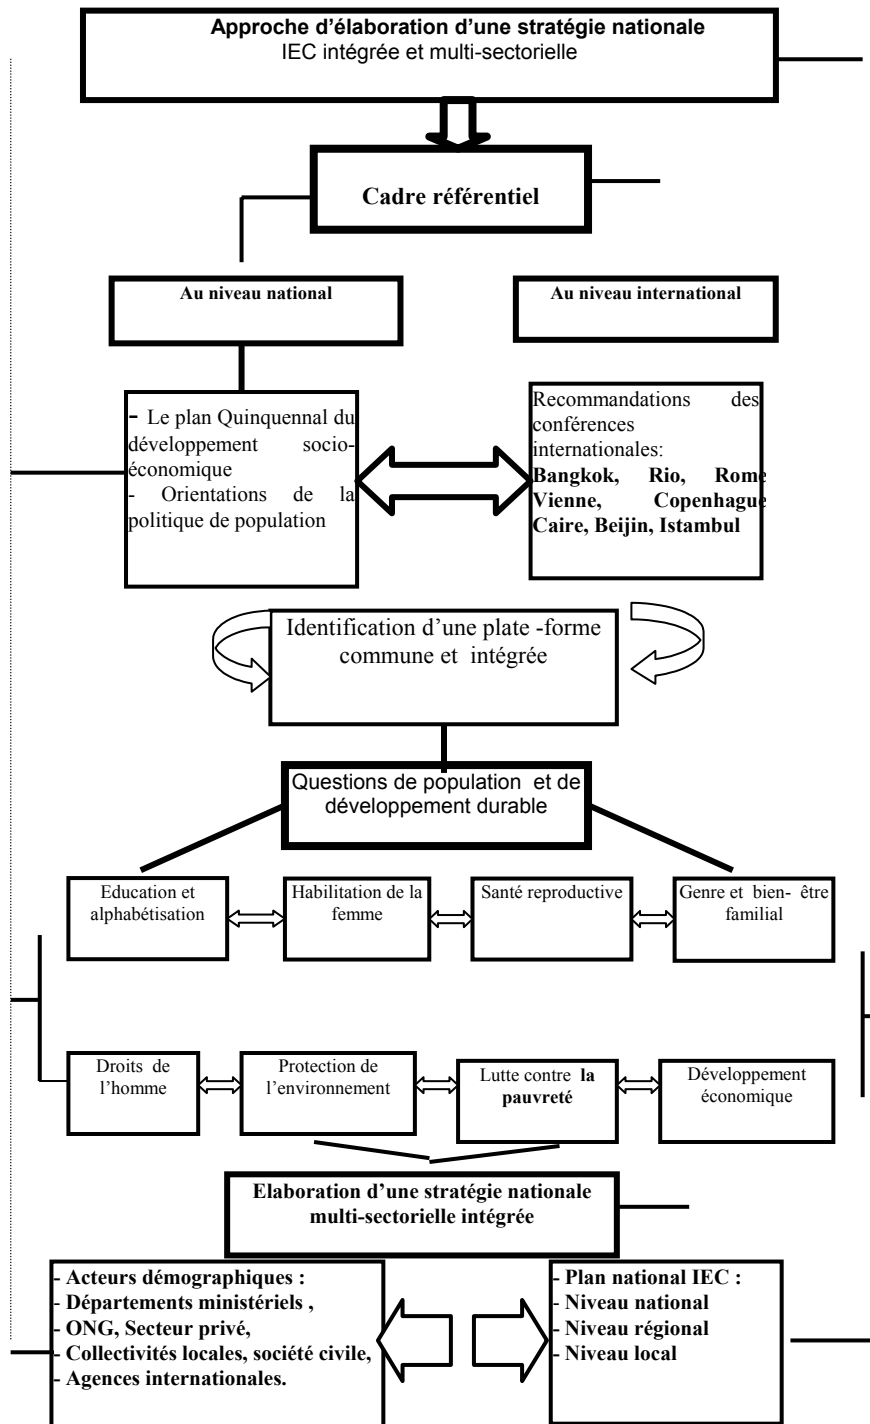 Approche d'élaboration d'une stratégie nationale
IEC intégrée et multi-sectorielle
Cadre référentiel
Au niveau national
Au niveau international
- Le plan Quinquennal du
développement socio-
économique
- Orientations de la
politique de population
Recommandations des
conférences
internationales:
Bangkok, Rio, Rome
Vienne, Copenhague
Caire, Beijin, Istambul
Identification d'une plate -forme
commune et intégrée
Questions de population et de
développement durable
Education et
alphabétisation
Habilitation de la
femme
Santé reproductive
Genre et bien- être
familial
Droits de
l'homme
Protection de
l'environnement
Lutte contre la
pauvreté
Développement
économique
Elaboration d'une stratégie nationale
multi-sectorielle intégrée
- Acteurs démographiques :
- Départements ministériels ,
- ONG, Secteur privé,
- Collectivités locales, société civile,
- Agences internationales.
- Plan national IEC :
- Niveau national
- Niveau régional
- Niveau local